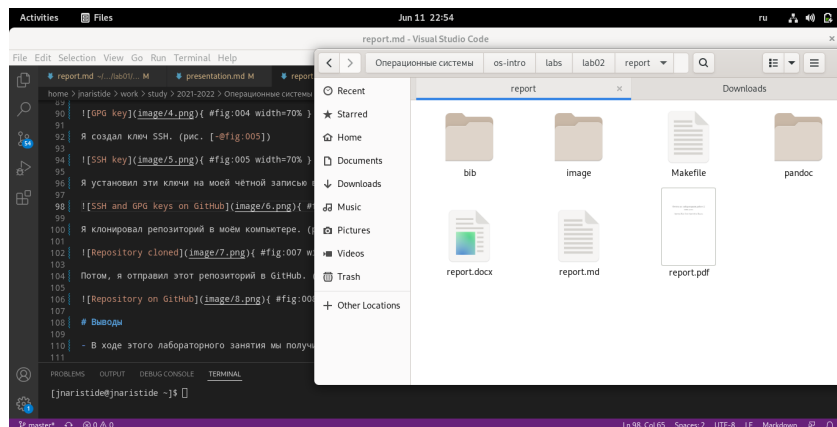 Activities Files Jun 11 22:54 ru
report.md - Visual Studio Code
File Edit Selection View Go Run Terminal Help
report.md ~/.../lab01/... M presentation.md M report
home > jnaristide > work > study > 2021-2022 > Операционные системы
89
90 ![GPG key](image/4.png){ #fig:004 width=70% }
91
92 Я создал ключ SSH. (рис. [-@fig:005])
93
94 ![SSH key](image/5.png){ #fig:005 width=70% }
95
96 Я установил эти ключи на моей чётной записью
97
98 ![SSH and GPG keys on GitHub](image/6.png){
99
100 Я клонировал репозиторий в моём компьютере.
101
102 ![Repository cloned](image/7.png){ #fig:007
103
104 Потом, я отправил этот репозиторий в GitHub.
105
106 ![Repository on GitHub](image/8.png){ #fig:008
107
108 # Выводы
109
110 - В ходе этого лабораторного занятия мы
111
54
1
PROBLEMS OUTPUT DEBUG CONSOLE TERMINAL
[jnaristide@jnaristide ~]$
Операционные системы os-intro labs lab02 report
Recent
Starred
Home
Documents
Downloads
Music
Pictures
Videos
Trash
+ Other Locations
report × Downloads
bib image Makefile pandoc
report.docx report.md report.pdf
master* 0 0 Ln 98, Col 65 Spaces: 2 UTF-8 LF Markdown